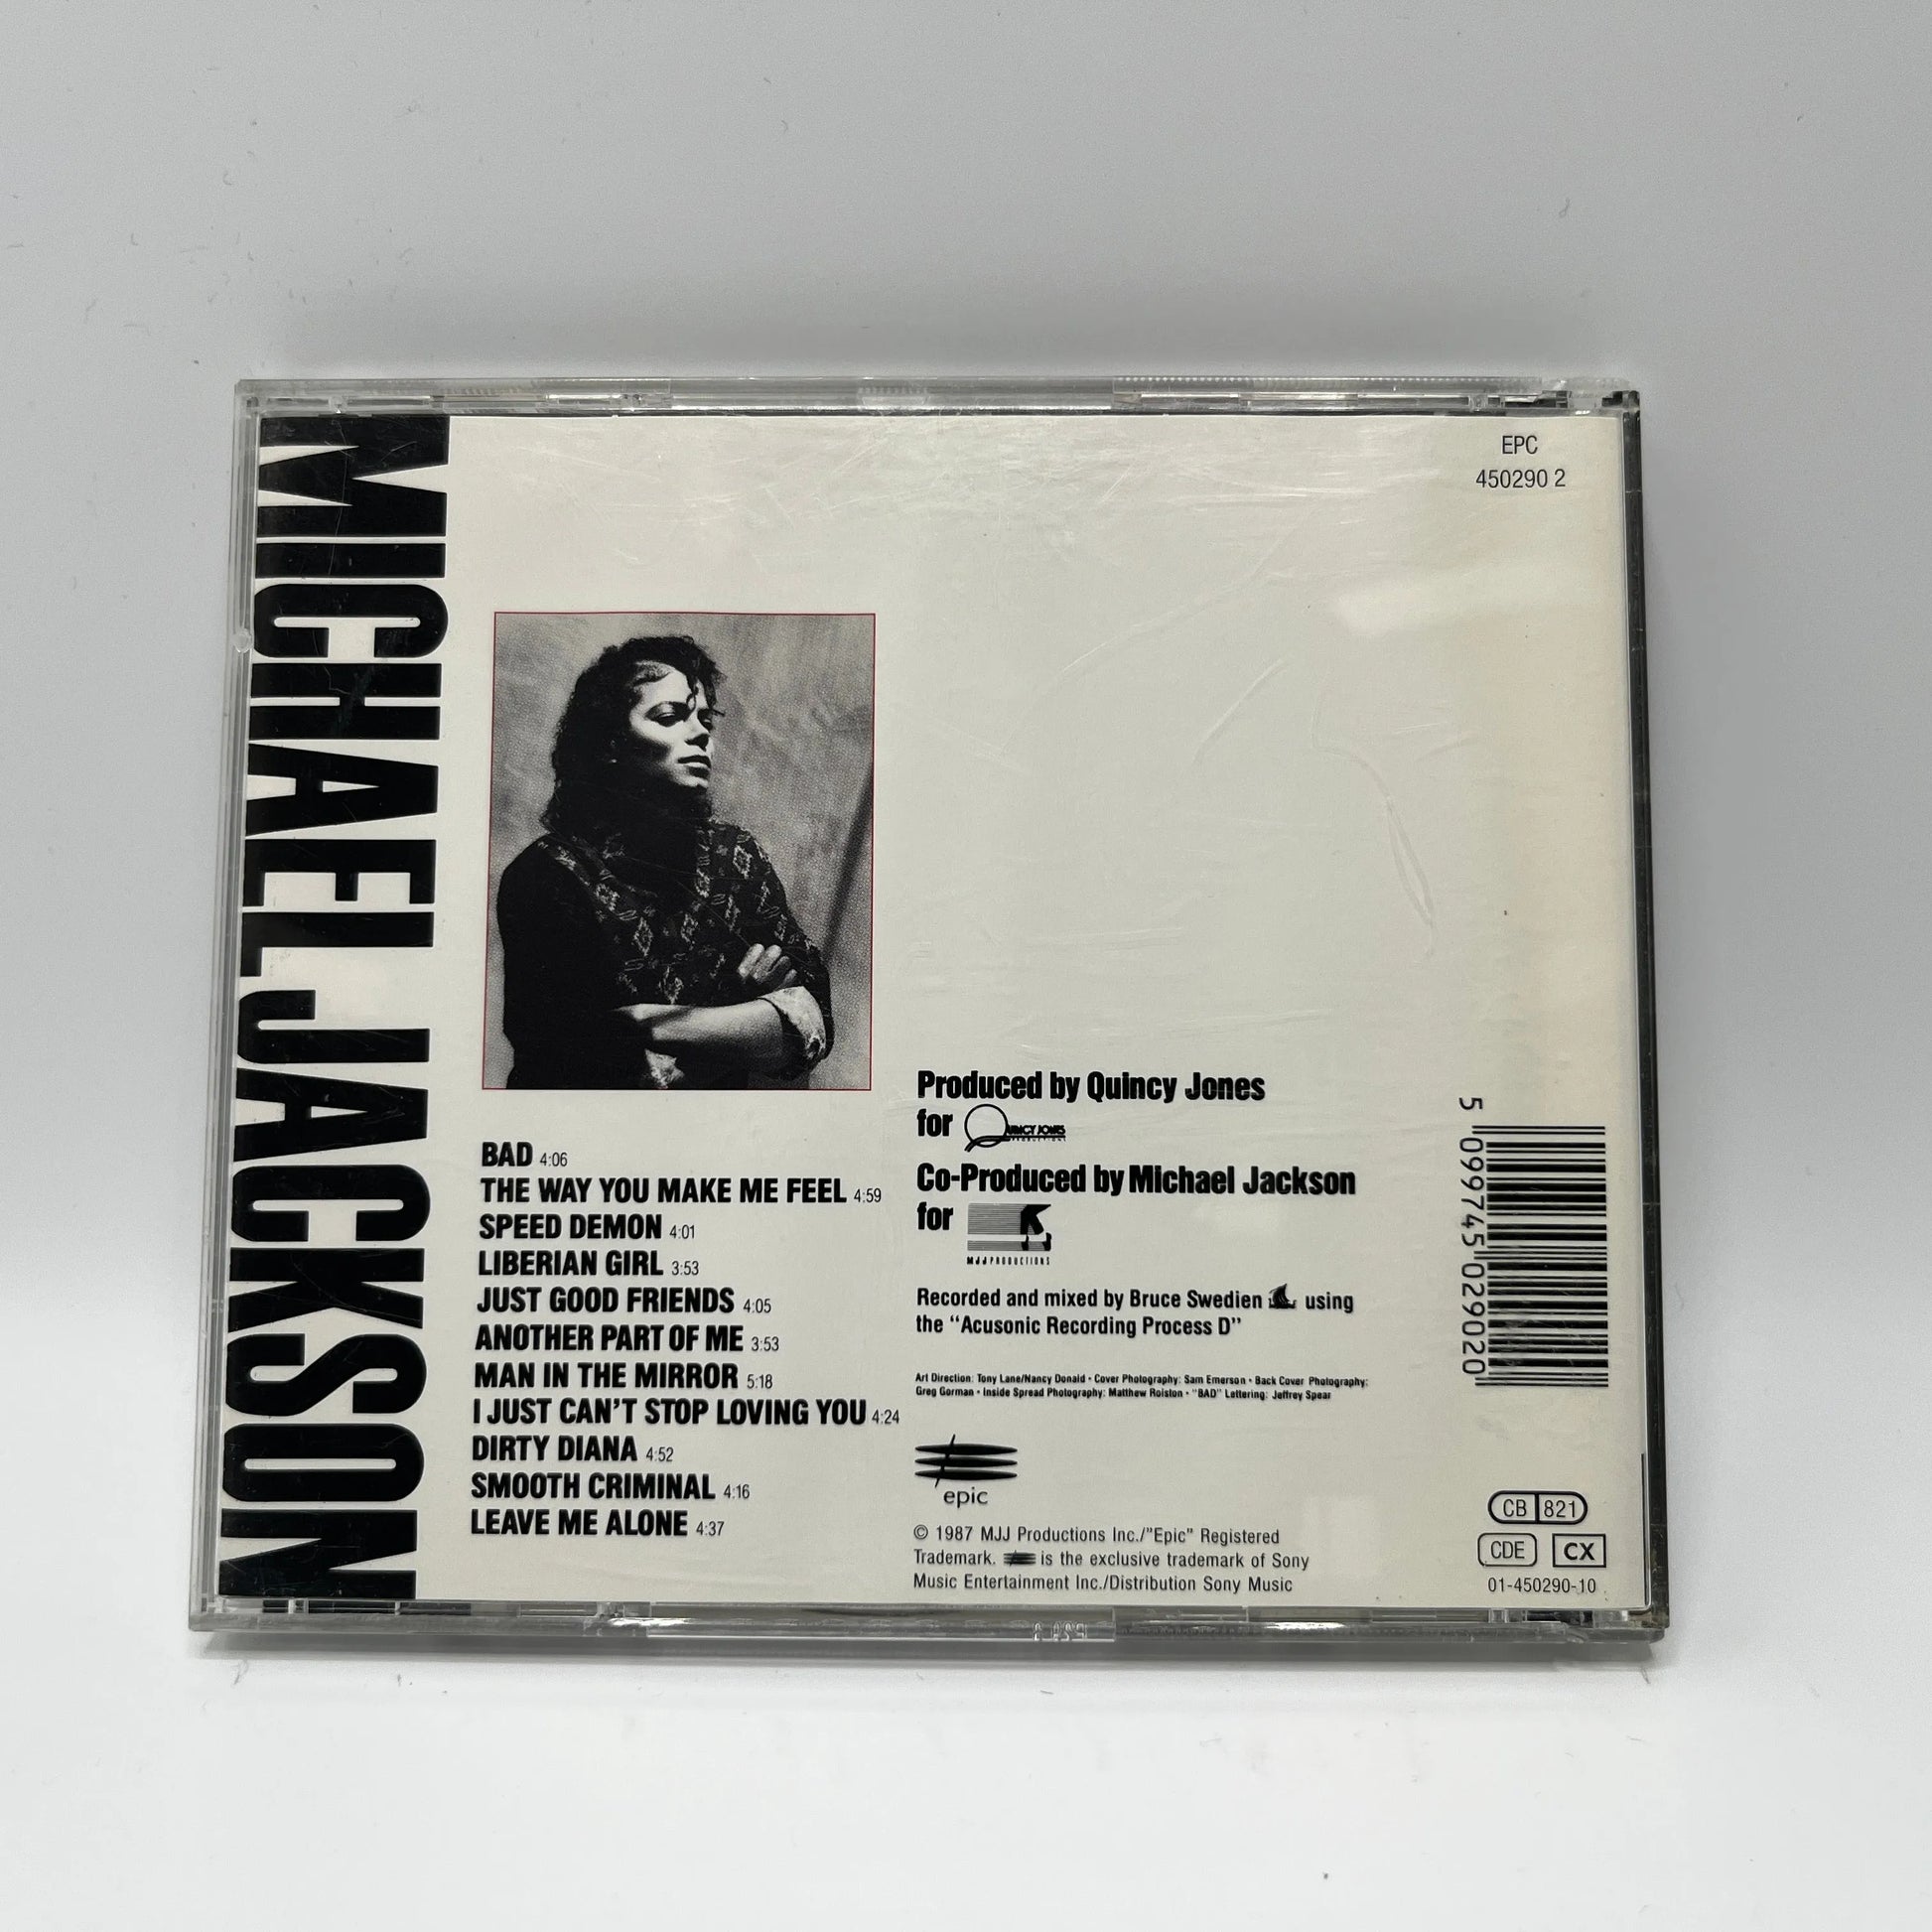 MICHAEL JACKSON
EPC
450290 2
BAD 4:06
THE WAY YOU MAKE ME FEEL 4:59
SPEED DEMON 4:01
LIBERIAN GIRL 3:53
JUST GOOD FRIENDS 4:05
ANOTHER PART OF ME 3:53
MAN IN THE MIRROR 5:18
I JUST CAN'T STOP LOVING YOU 4:24
DIRTY DIANA 4:52
SMOOTH CRIMINAL 4:16
LEAVE ME ALONE 4:37
Produced by Quincy Jones
for QUINCY JONES
PRODUCTIONS
Co-Produced by Michael Jackson
for
MJJ PRODUCTIONS
Recorded and mixed by Bruce Swedien using
the "Acusonic Recording Process D"
Art Direction: Tony Lane/Nancy Donald • Cover Photography: Sam Emerson • Back Cover Photography:
Greg Gorman • Inside Spread Photography: Matthew Rolston • "BAD" Lettering: Jeffrey Spear
epic
© 1987 MJJ Productions Inc./"Epic" Registered
Trademark. is the exclusive trademark of Sony
Music Entertainment Inc./Distribution Sony Music
5 099745 029020
CB 821
CDE CX
01-450290-10